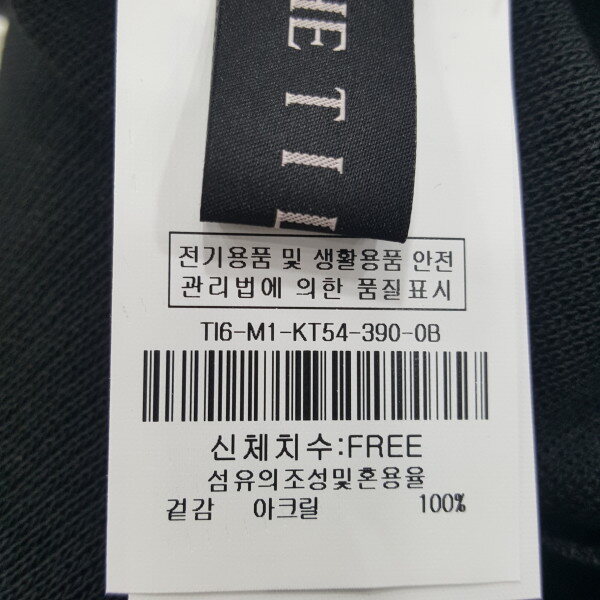 HE TI
전기용품 및 생활용품 안전
관리법에 의한 품질표시
TI6-M1-KT54-390-0B
신체치수:FREE
섬유의조성및혼용율
겉감 아크릴 100%